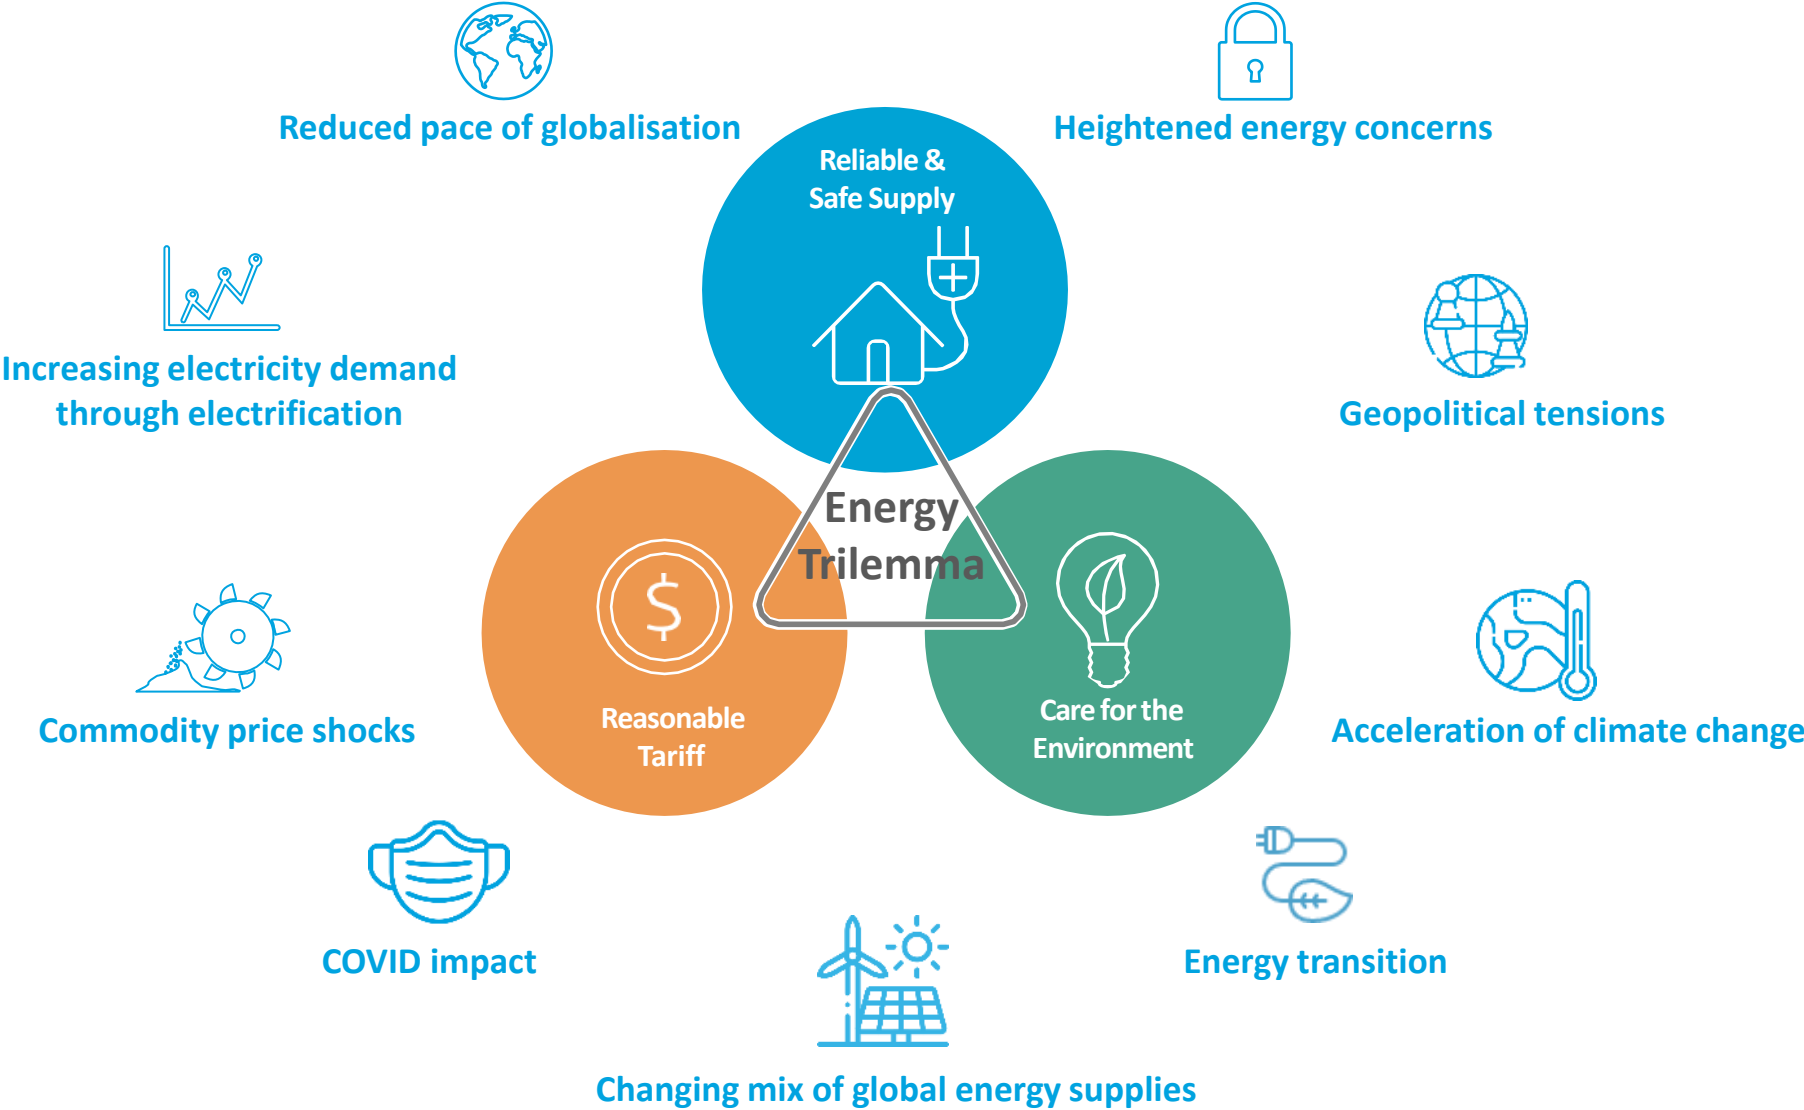 Reduced pace of globalisation
Heightened energy concerns
Reliable &
Safe Supply
Increasing electricity demand
through electrification
Geopolitical tensions
Energy
Trilemma
$
Reasonable
Tariff
Care for the
Environment
Commodity price shocks
Acceleration of climate change
COVID impact
Energy transition
Changing mix of global energy supplies